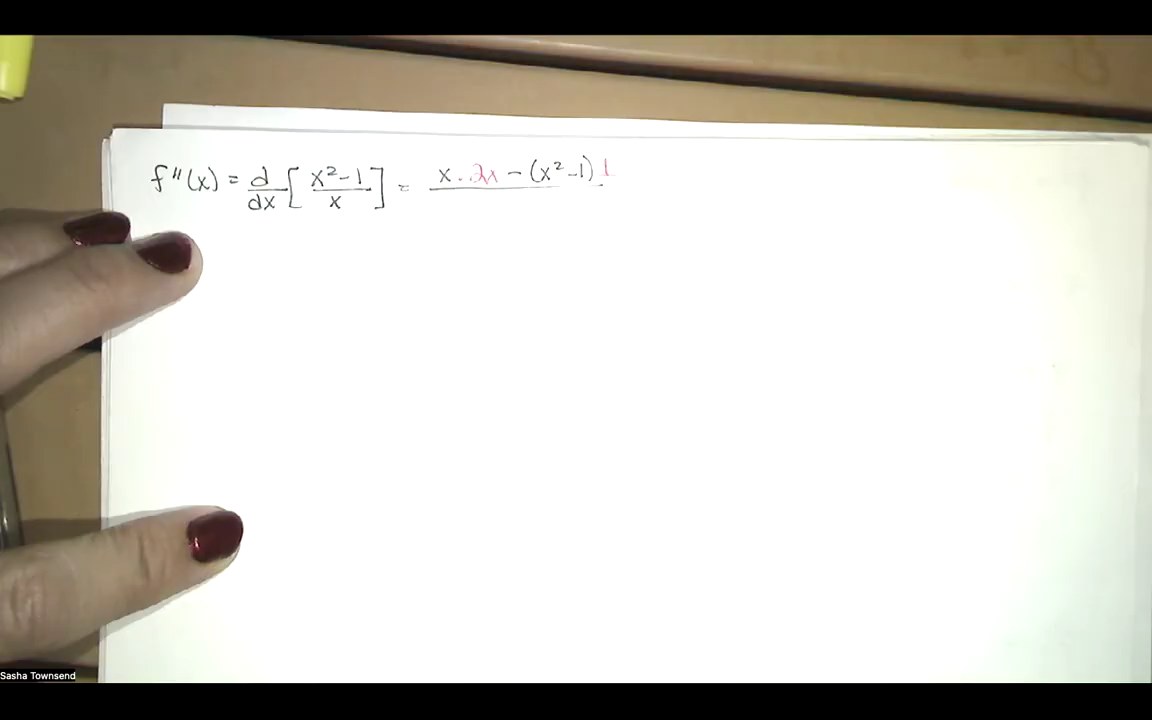 f''(x) = d/dx [ x²-1 / x ] = x · 2x - (x²-1) 1
Sasha Townsend